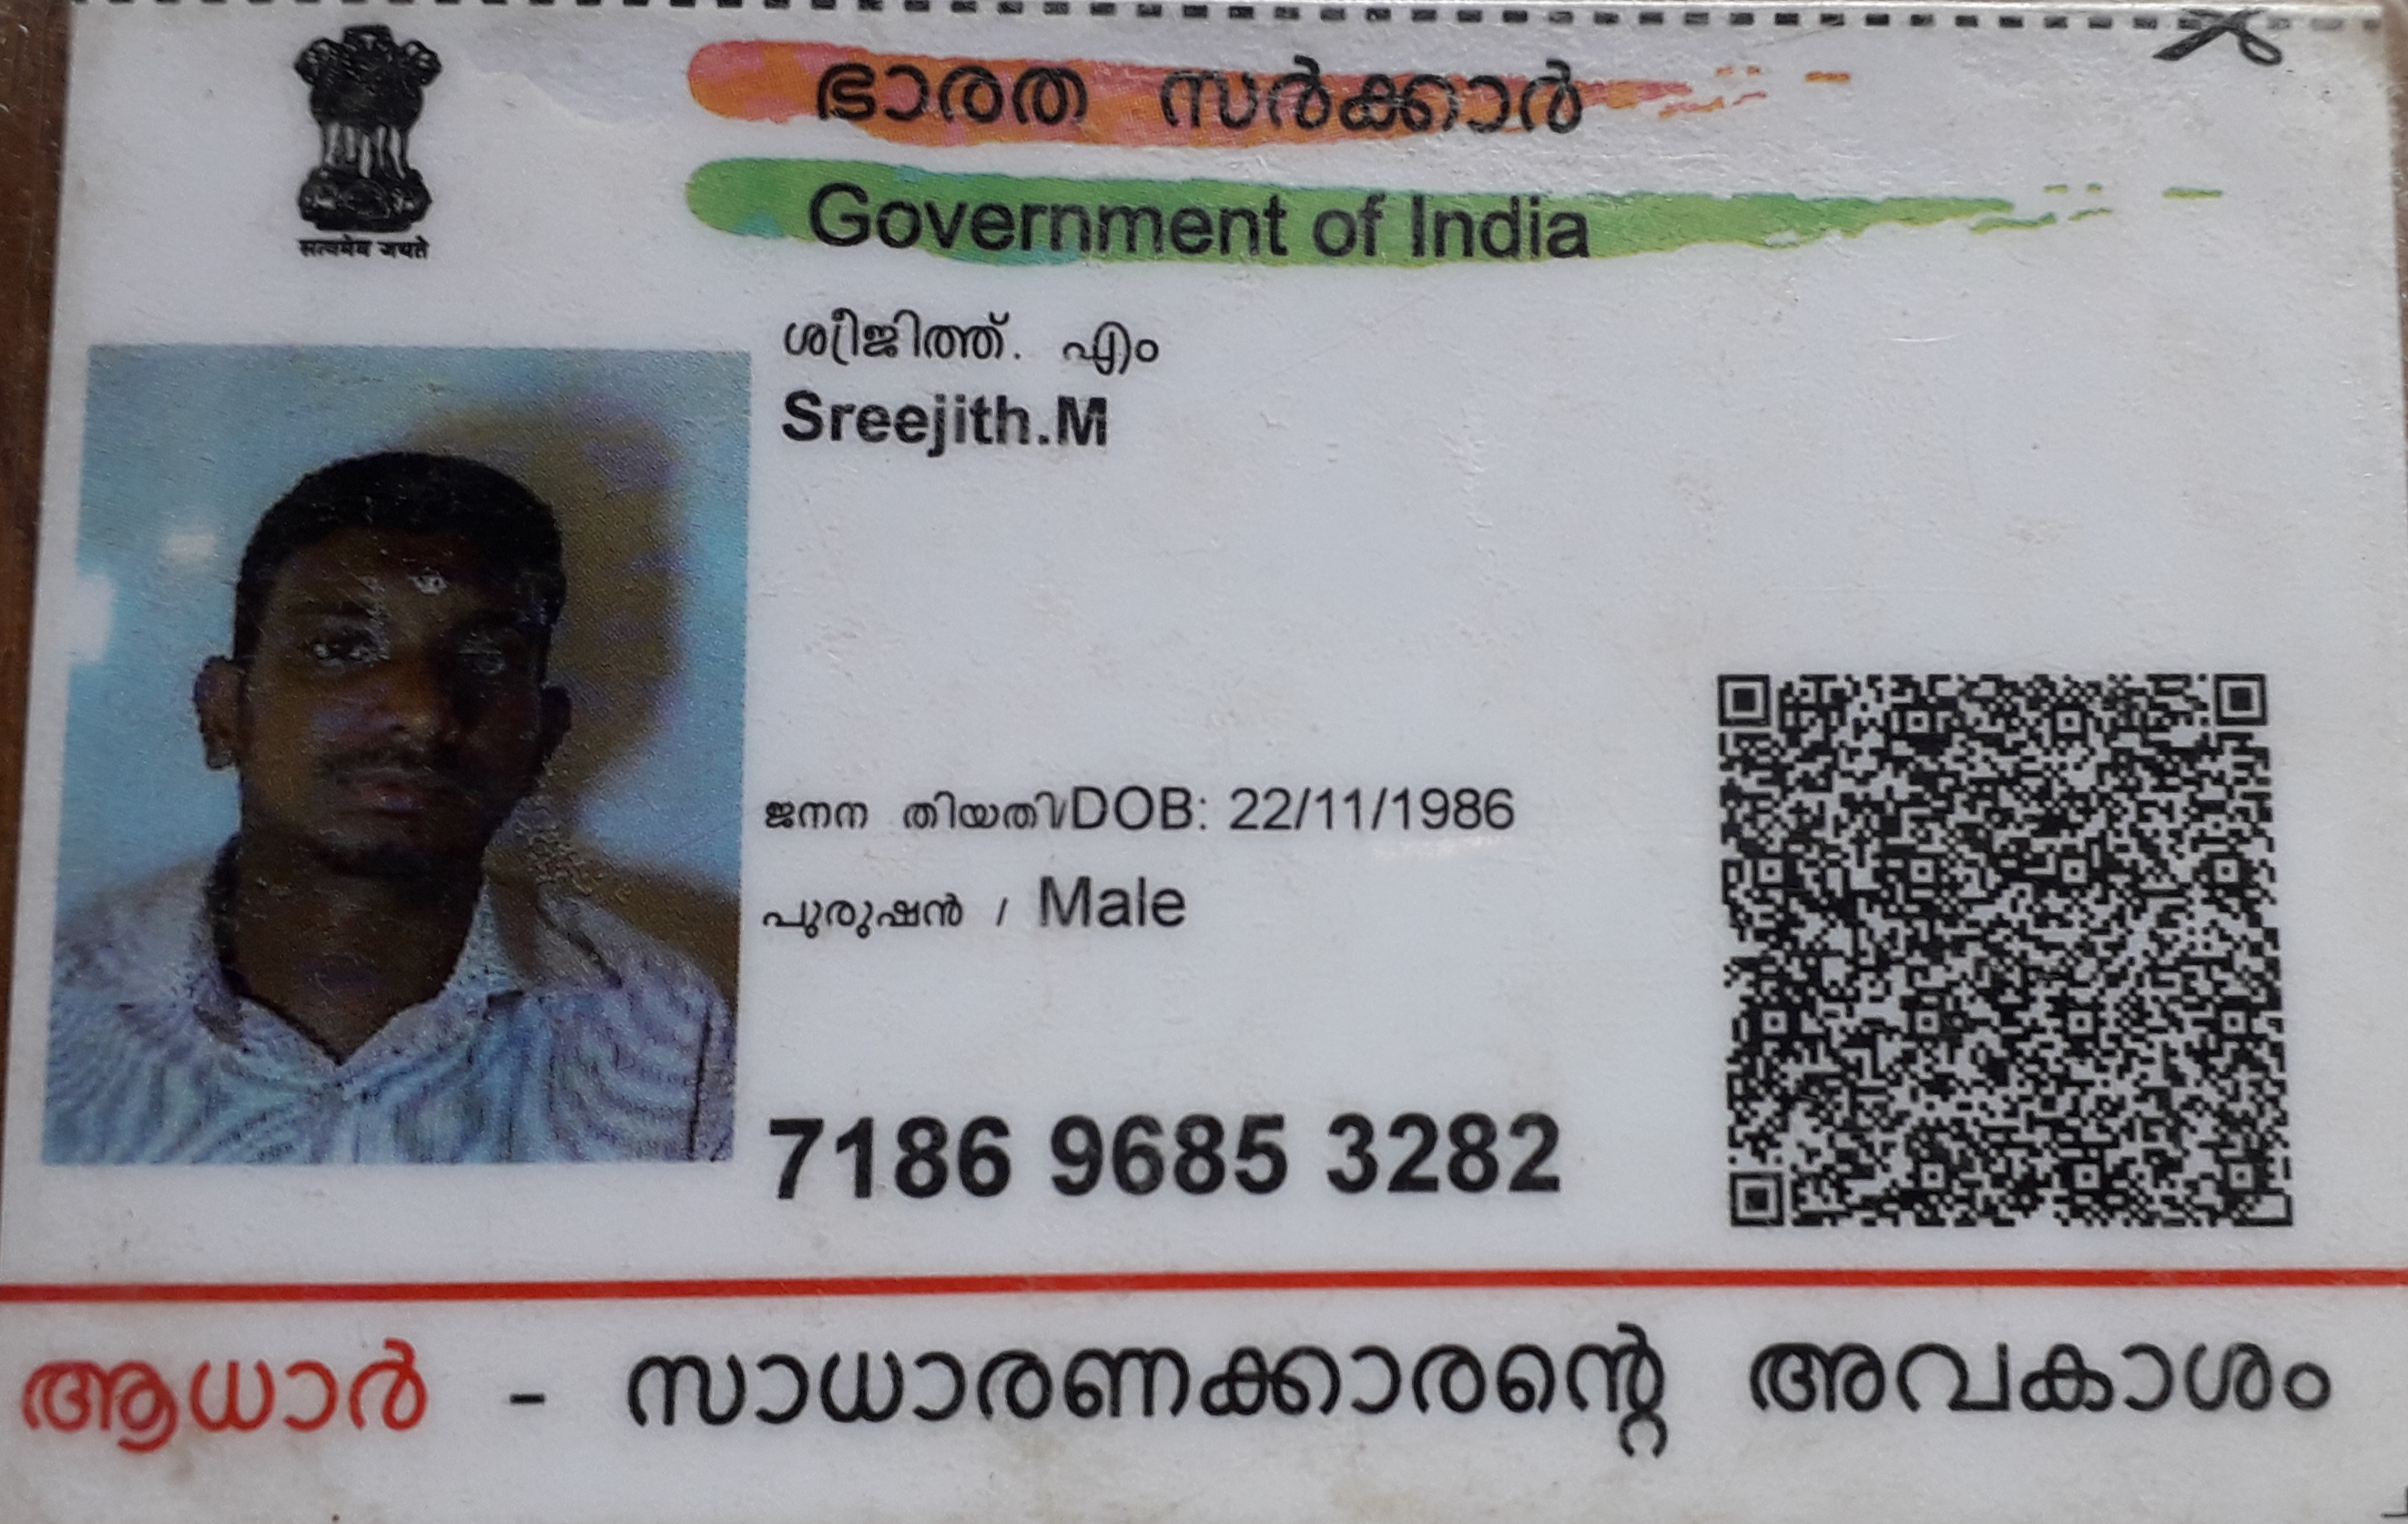 ഭാരത സർക്കാർ
Government of India
सत्यमेव जयते
ശ്രീജിത്ത്. എം
Sreejith.M
ജനന തിയതി/DOB: 22/11/1986
പുരുഷൻ / Male
7186 9685 3282
ആധാർ - സാധാരണക്കാരന്റെ അവകാശം